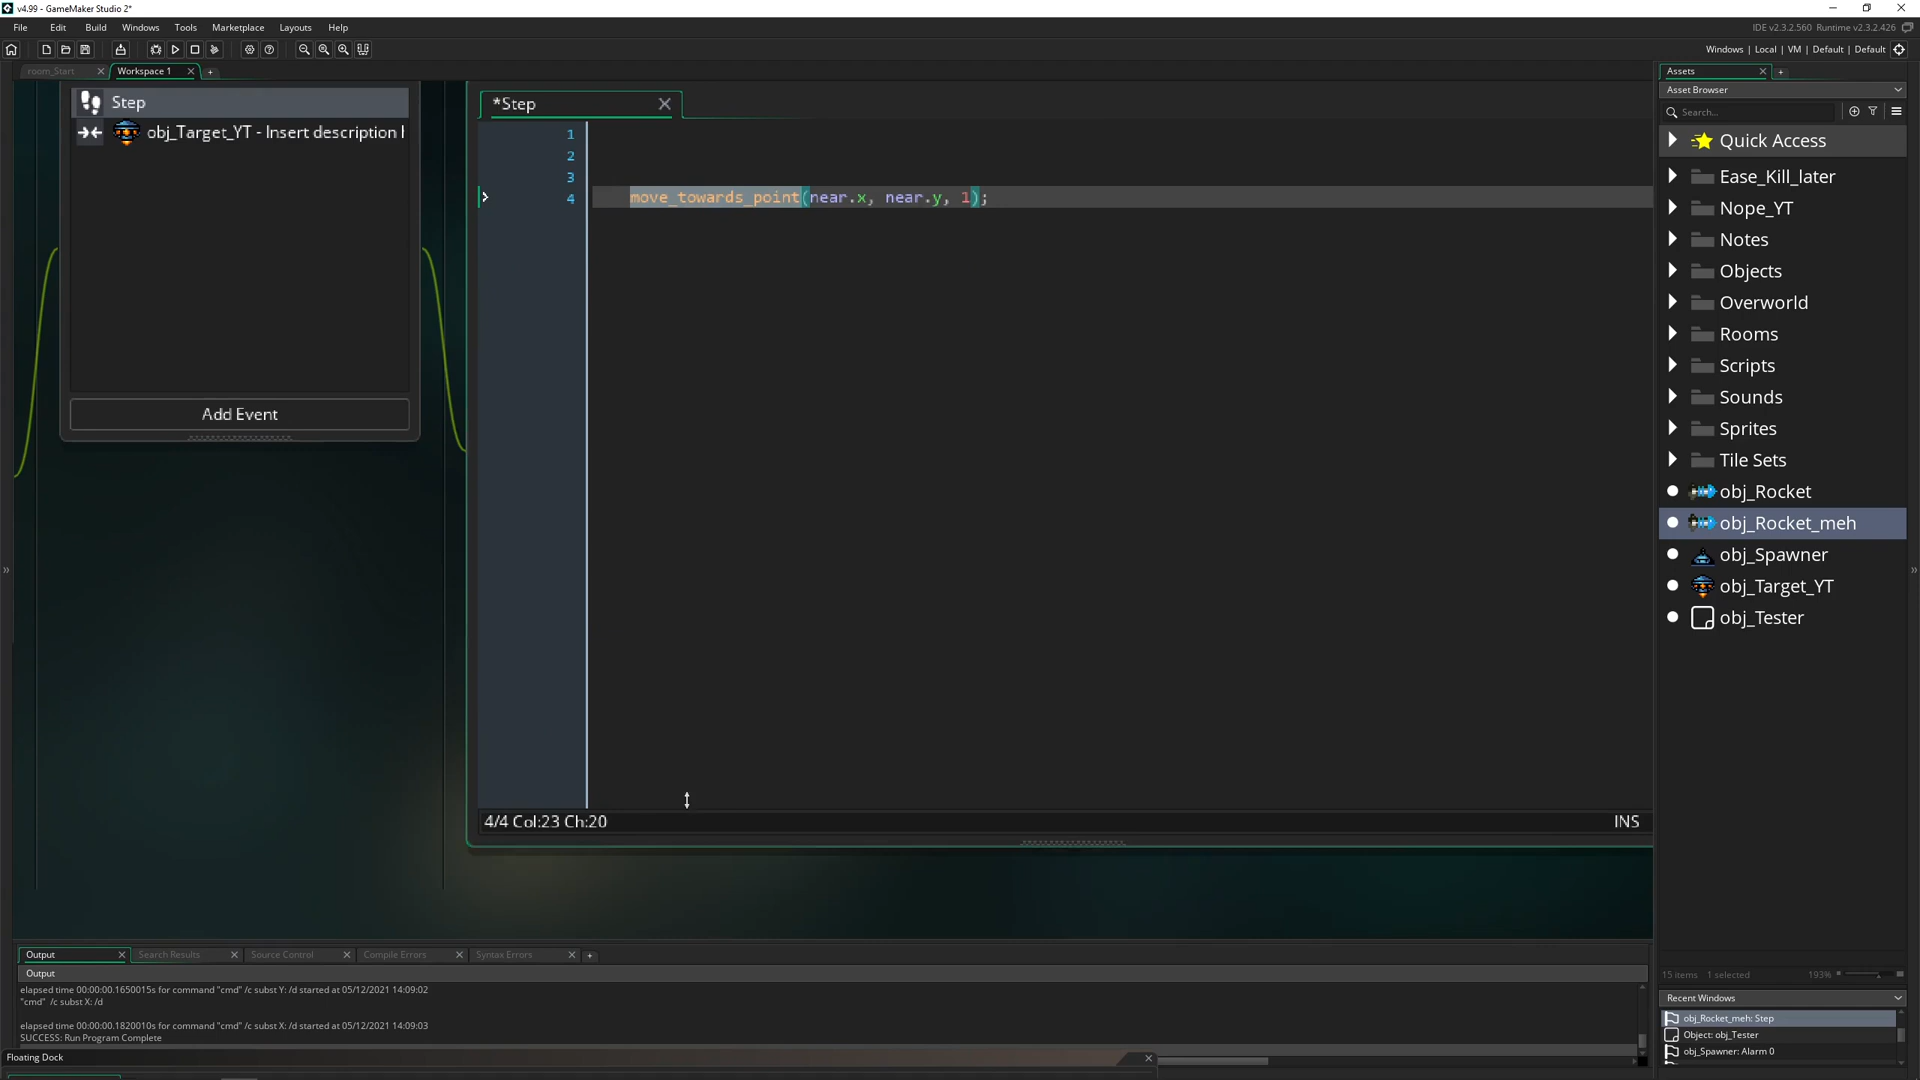 v4.99 - GameMaker Studio 2*
File Edit Build Windows Tools Marketplace Layouts Help
IDE v2.3.2.560 Runtime v2.3.2.426
Windows | Local | VM | Default | Default
room_Start
Workspace 1
Assets
Asset Browser
Search...
Step
obj_Target_YT - Insert description
Add Event
*Step
1
2
3
4 move_towards_point(near.x, near.y, 1);
4/4 Col:23 Ch:20
INS
Quick Access
Ease_Kill_later
Nope_YT
Notes
Objects
Overworld
Rooms
Scripts
Sounds
Sprites
Tile Sets
obj_Rocket
obj_Rocket_meh
obj_Spawner
obj_Target_YT
obj_Tester
15 items 1 selected
193%
Recent Windows
obj_Rocket_meh: Step
Object: obj_Tester
obj_Spawner: Alarm 0
Output Search Results Source Control Compile Errors Syntax Errors
Output
elapsed time 00:00:00.1650015s for command "cmd" /c subst Y: /d started at 05/12/2021 14:09:02
"cmd" /c subst X: /d
elapsed time 00:00:00.1820010s for command "cmd" /c subst X: /d started at 05/12/2021 14:09:03
SUCCESS: Run Program Complete
Floating Dock